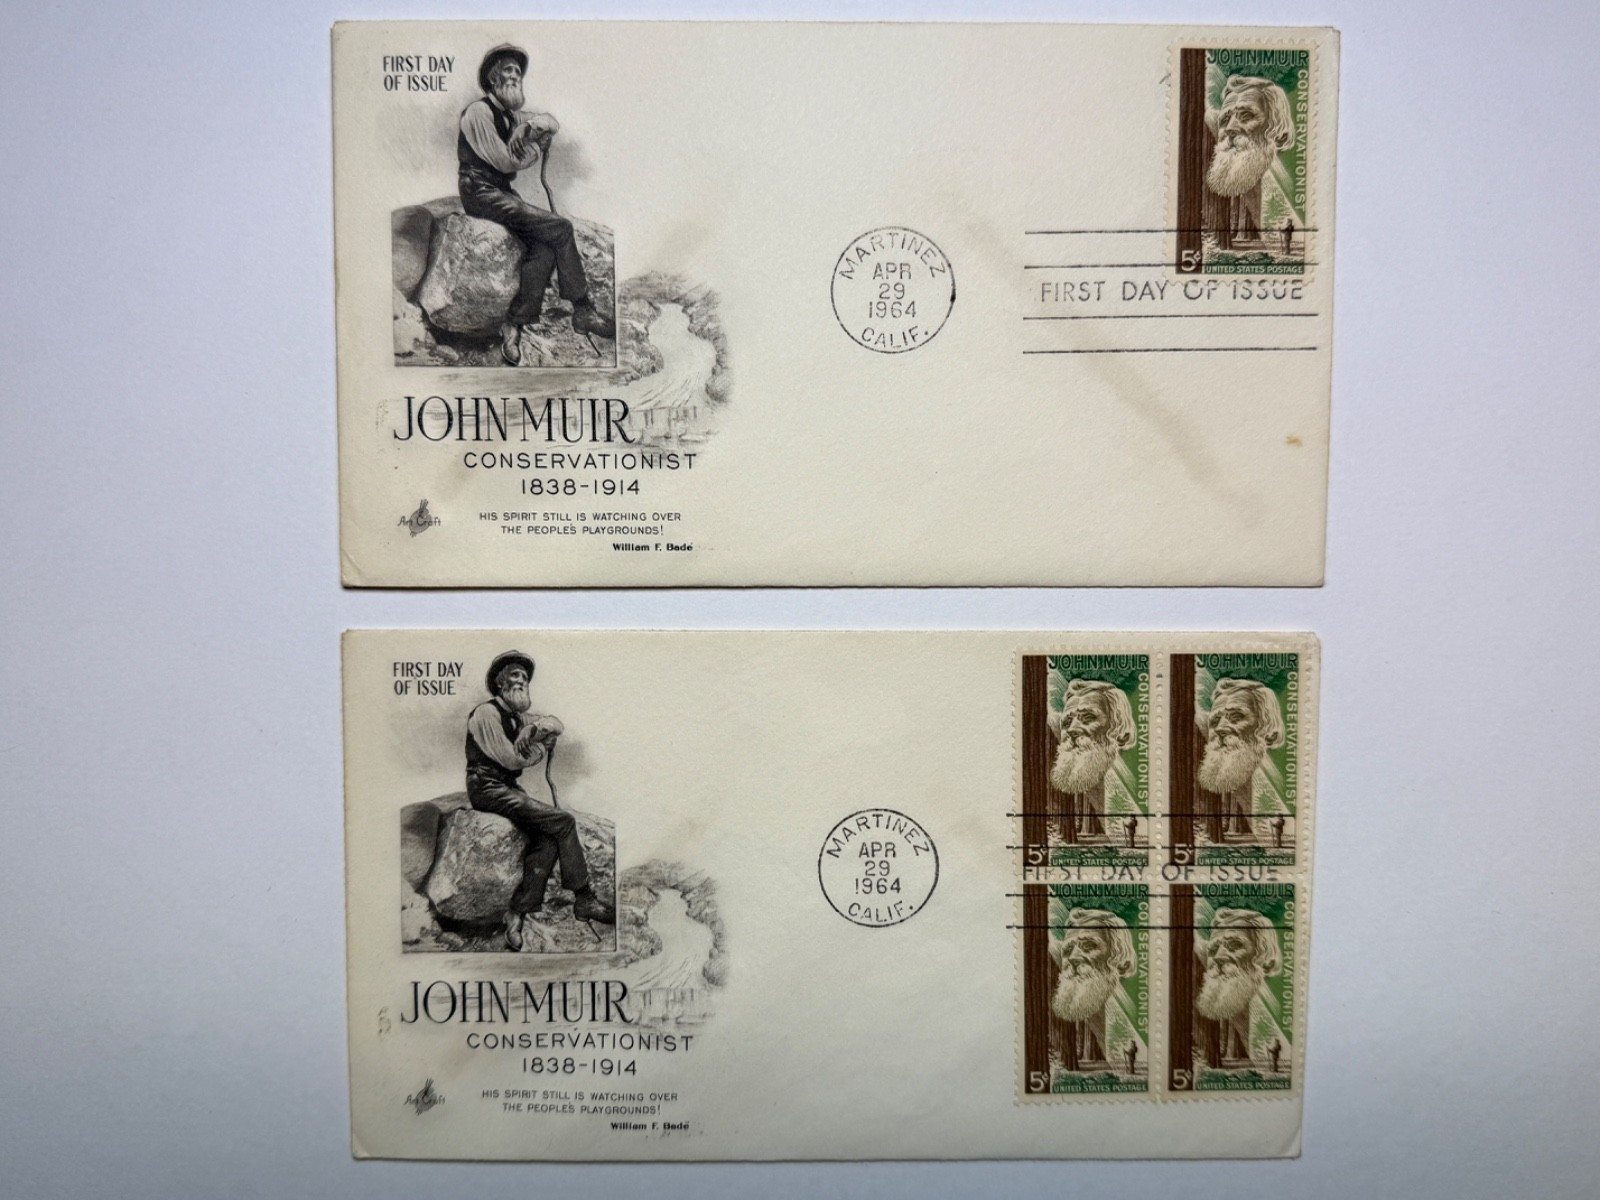 FIRST DAY
OF ISSUE
JOHN MUIR
CONSERVATIONIST
5¢
UNITED STATES POSTAGE
MARTINEZ
APR
29
1964
CALIF.
FIRST DAY OF ISSUE
JOHN MUIR
CONSERVATIONIST
1838-1914
Art Craft
HIS SPIRIT STILL IS WATCHING OVER
THE PEOPLE'S PLAYGROUNDS!
William F. Badé
FIRST DAY
OF ISSUE
JOHN MUIR
CONSERVATIONIST
5¢
UNITED STATES POSTAGE
JOHN MUIR
CONSERVATIONIST
5¢
UNITED STATES POSTAGE
MARTINEZ
APR
29
1964
CALIF.
FIRST DAY OF ISSUE
JOHN MUIR
CONSERVATIONIST
5¢
UNITED STATES POSTAGE
JOHN MUIR
CONSERVATIONIST
5¢
UNITED STATES POSTAGE
JOHN MUIR
CONSERVATIONIST
1838-1914
Art Craft
HIS SPIRIT STILL IS WATCHING OVER
THE PEOPLE'S PLAYGROUNDS!
William F. Badé